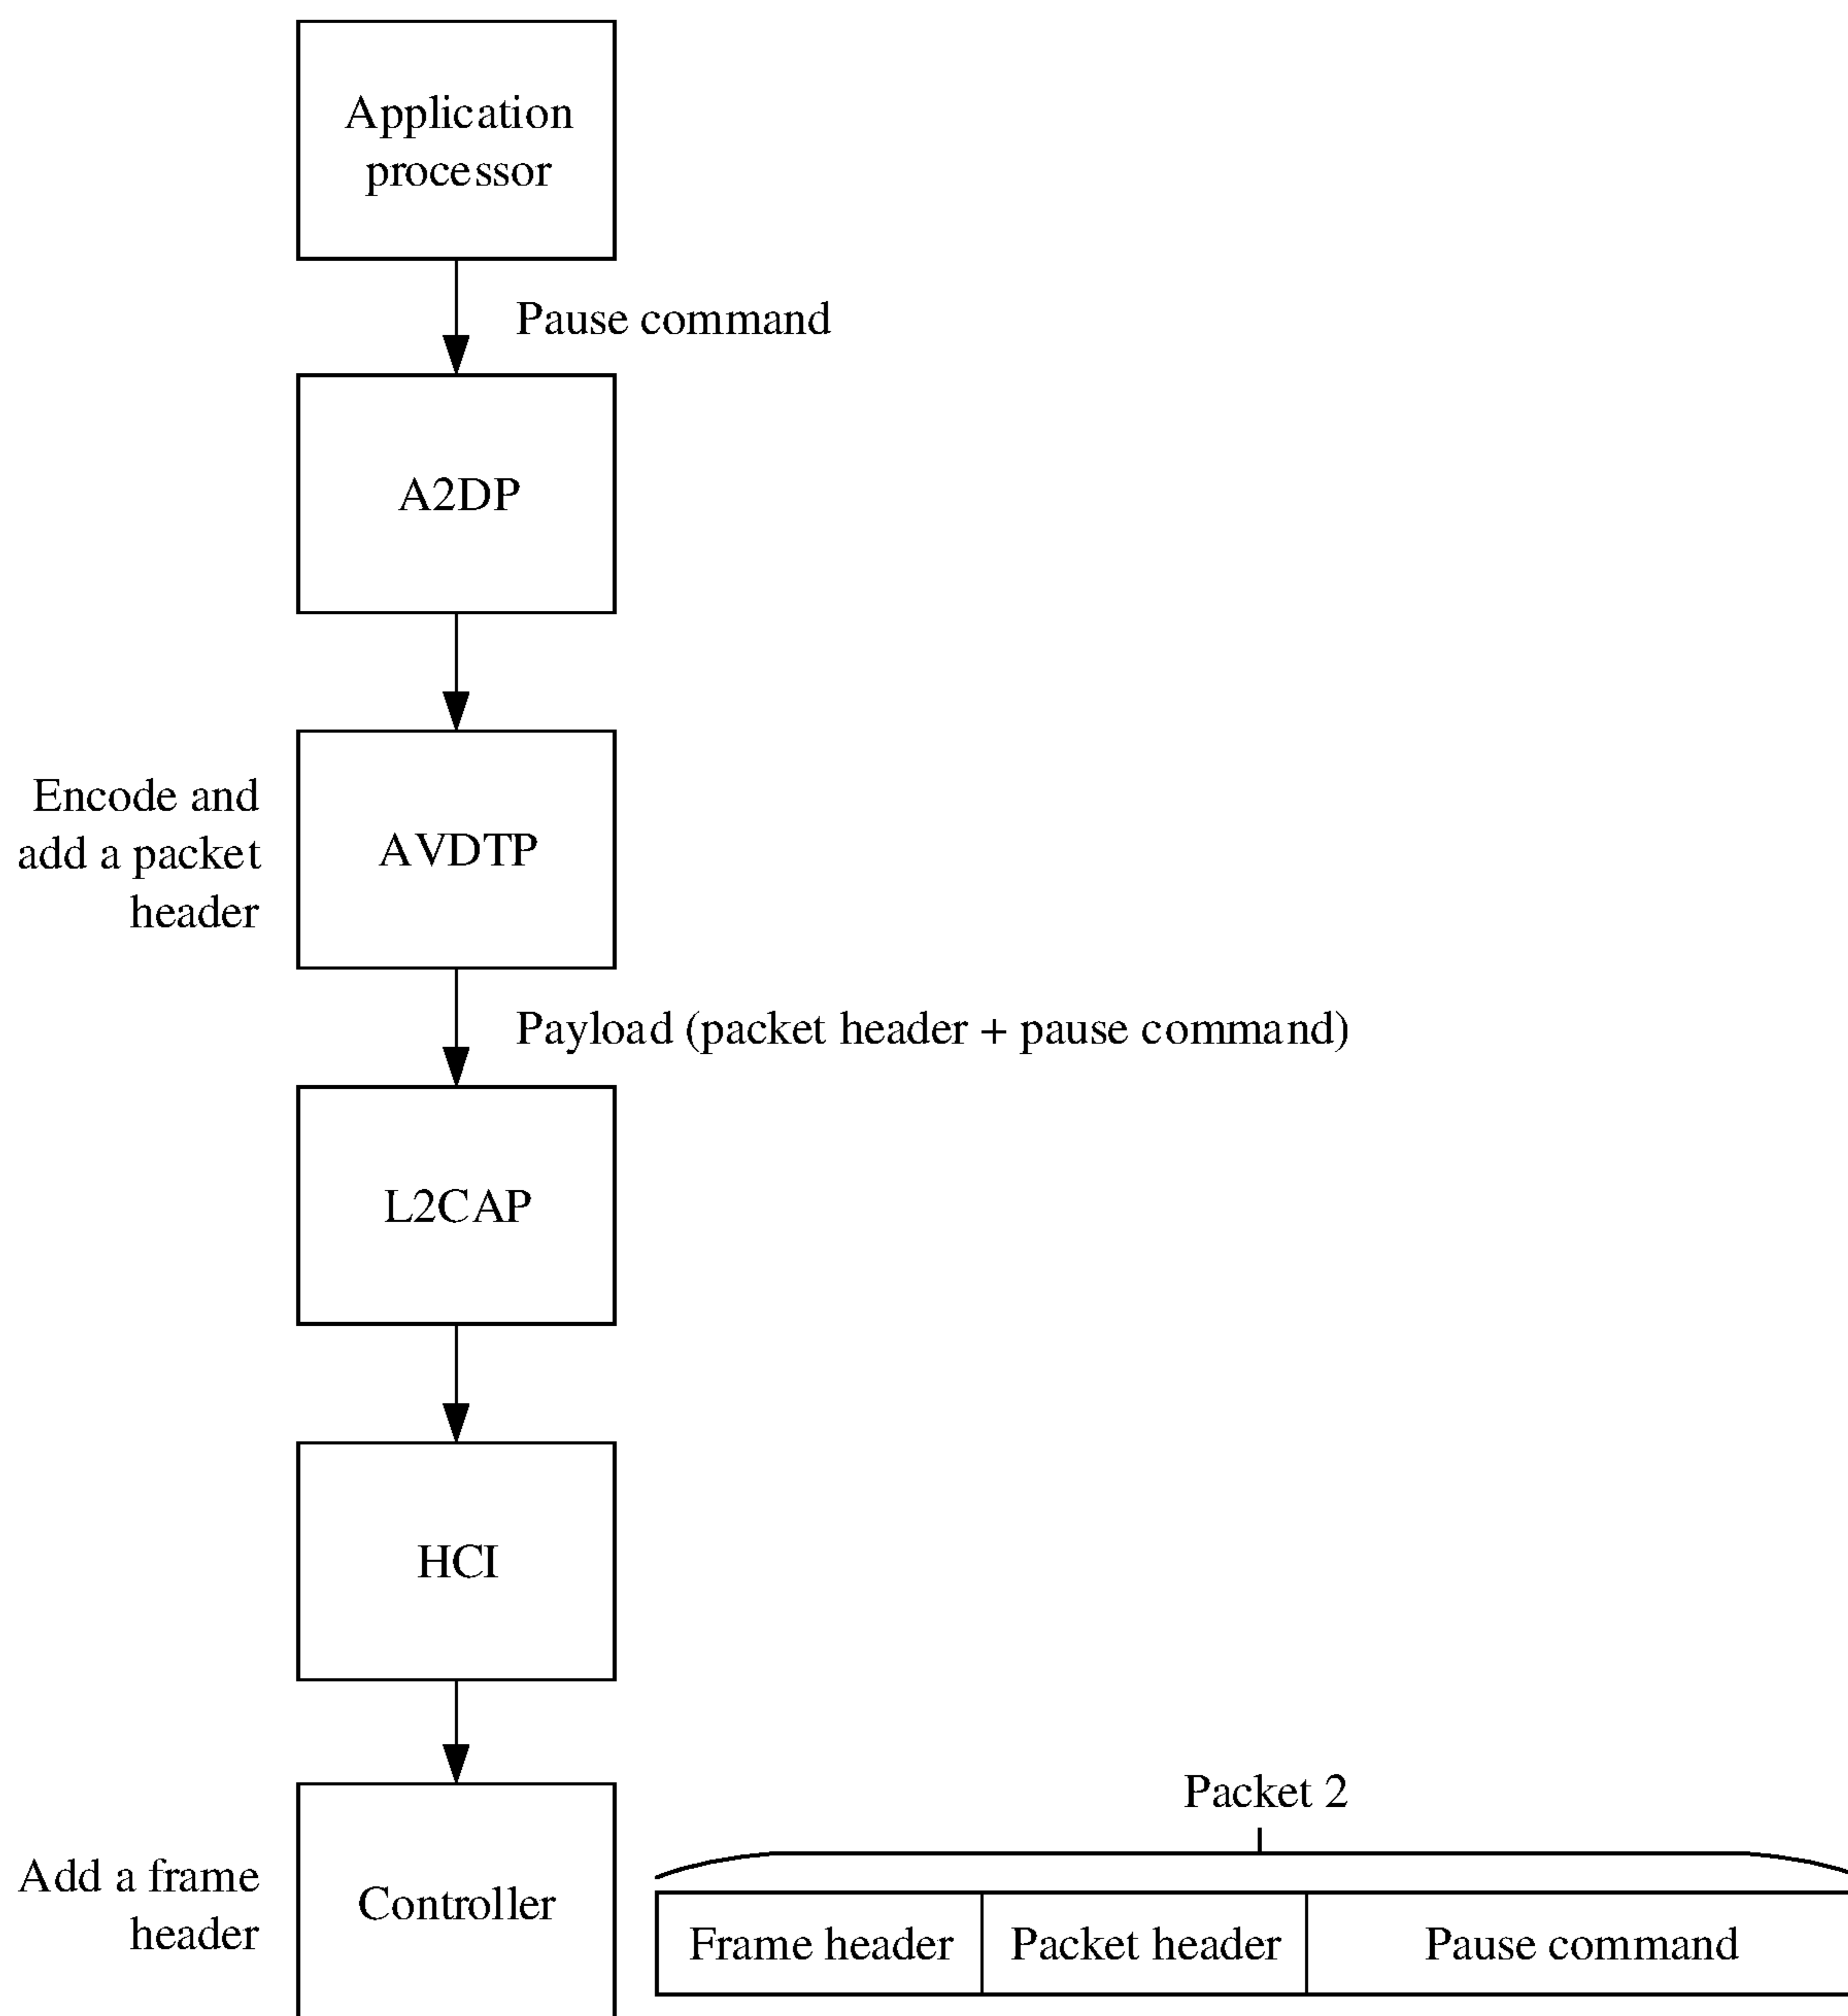 Application
processor
Pause command
A2DP
Encode and
add a packet
header
AVDTP
Payload (packet header + pause command)
L2CAP
HCI
Packet 2
Add a frame
header
Controller
Frame header
Packet header
Pause command